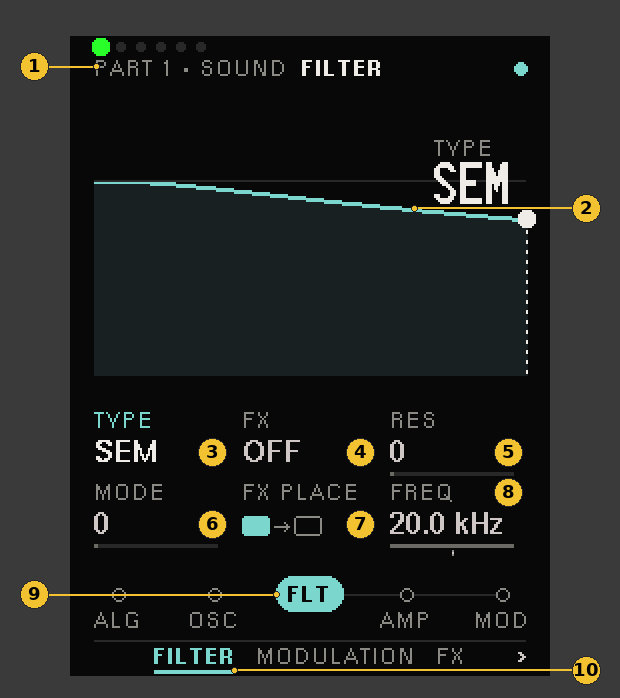 1 PART 1 · SOUND FILTER
TYPE
SEM
2
TYPE FX RES
SEM 3 OFF 4 0 5
MODE FX PLACE FREQ 8
0 6 → 7 20.0 kHz
9 FLT
ALG OSC AMP MOD
FILTER MODULATION FX >
10